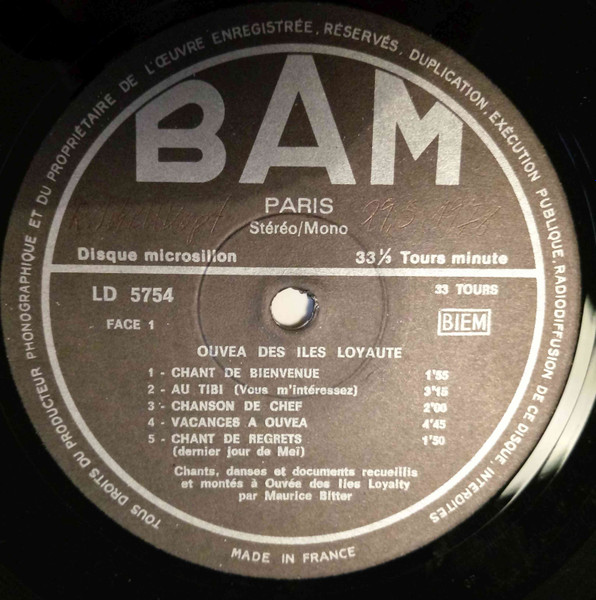 TOUS DROITS DU PRODUCTEUR PHONOGRAPHIQUE ET DU PROPRIÉTAIRE DE L'ŒUVRE ENREGISTRÉE, RÉSERVÉS, DUPLICATION, EXÉCUTION PUBLIQUE, RADIODIFFUSION DE CE DISQUE, INTERDITES
BAM
PARIS
Stéréo/Mono
Disque microsillon 33⅓ Tours minute
LD 5754 33 TOURS
FACE 1 BIEM
OUVEA DES ILES LOYAUTE
1 - CHANT DE BIENVENUE 1'55
2 - AU TIBI (Vous m'intéressez) 3'15
3 - CHANSON DE CHEF 2'00
4 - VACANCES A OUVEA 4'45
5 - CHANT DE REGRETS 1'50
(dernier jour de Meï)
Chants, danses et documents recueillis
et montés à Ouvéa des Iles Loyalty
par Maurice Bitter
MADE IN FRANCE